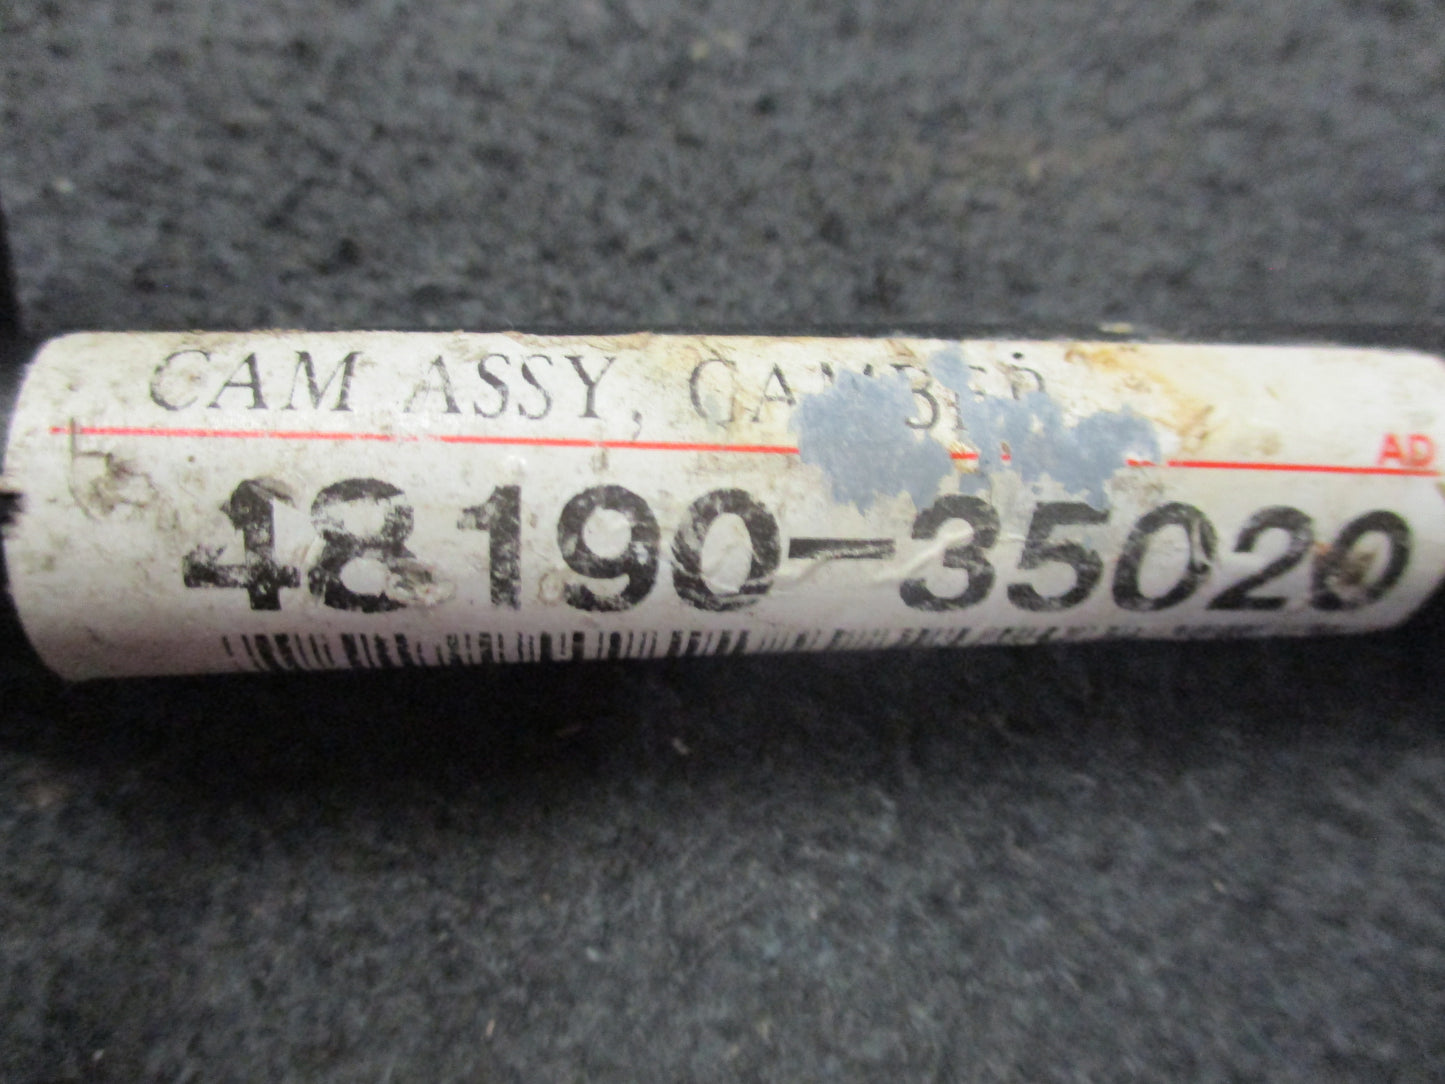 CAM ASSY, CAMBER
AD
48190-35020